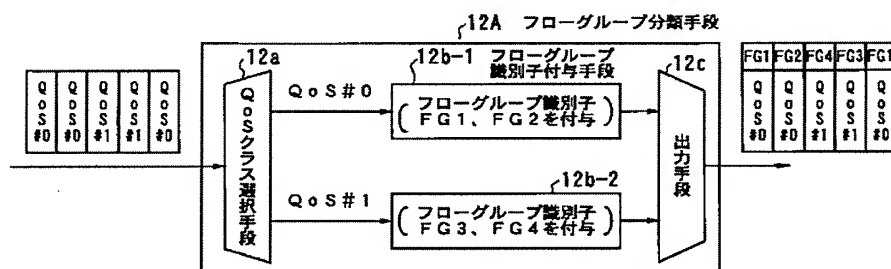 12A フローグループ分類手段
12a
12b-1 フローグループ
識別子付与手段
12c
QoS#0
QoS#0
QoS#1
QoS#1
QoS#0
QoSクラス選択手段
QoS#0
(フローグループ識別子
FG1、FG2を付与)
出力手段
FG1 FG2 FG4 FG3 FG1
QoS#0
QoS#0
QoS#1
QoS#1
QoS#0
QoS#1
12b-2
(フローグループ識別子
FG3、FG4を付与)